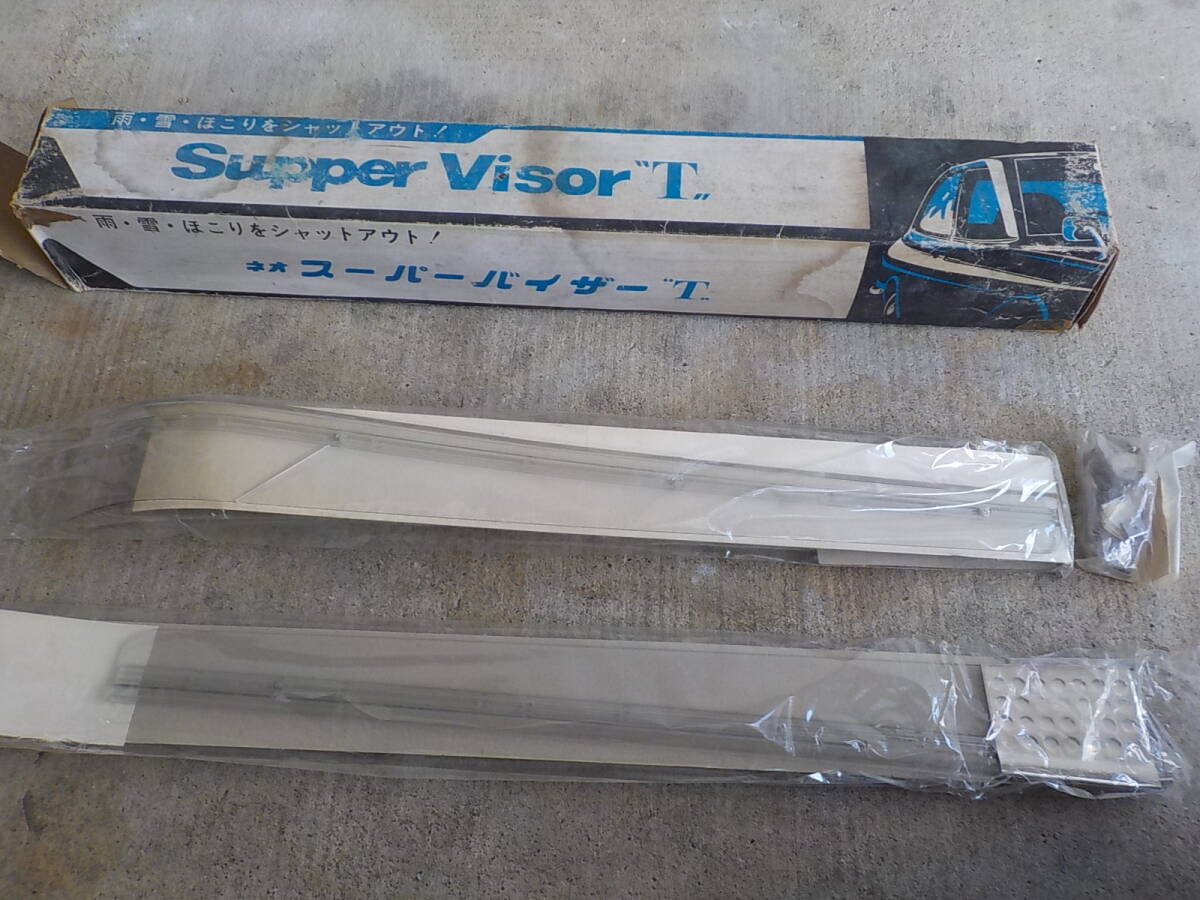 雨・雪・ほこりをシャットアウト!
Supper Visor "T"
雨・雪・ほこりをシャットアウト!
ネオ スーパーバイザー "T"